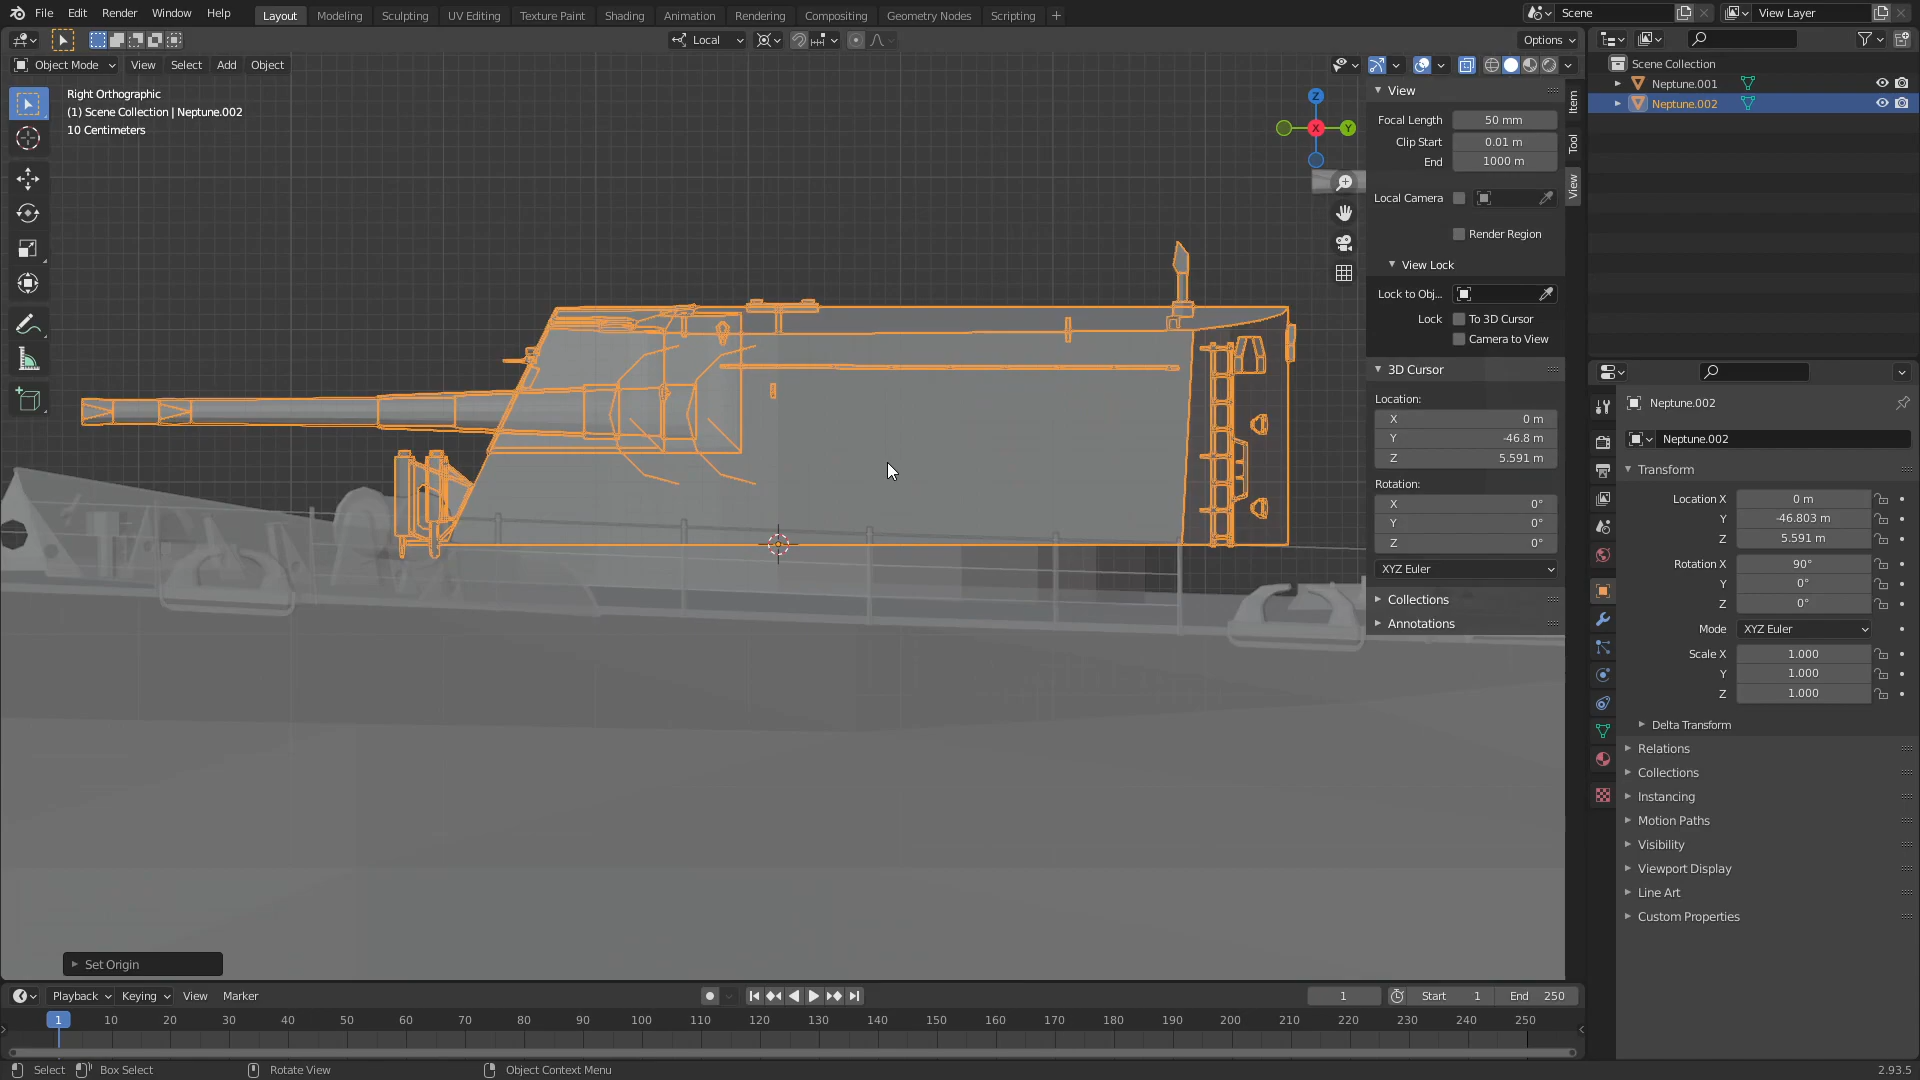 File Edit Render Window Help Layout Modeling Sculpting UV Editing Texture Paint Shading Animation Rendering Compositing Geometry Nodes Scripting + Scene View Layer
Local Options
Object Mode View Select Add Object
Right Orthographic
(1) Scene Collection | Neptune.002
10 Centimeters
Z
X
Y
View
Focal Length 50 mm
Clip Start 0.01 m
End 1000 m
Local Camera
Render Region
View Lock
Lock to Obj...
Lock To 3D Cursor
Camera to View
3D Cursor
Location:
X 0 m
Y -46.8 m
Z 5.591 m
Rotation:
X 0°
Y 0°
Z 0°
XYZ Euler
Collections
Annotations
Item
Tool
View
Scene Collection
Neptune.001
Neptune.002
Neptune.002
Neptune.002
Transform
Location X 0 m
Y -46.803 m
Z 5.591 m
Rotation X 90°
Y 0°
Z 0°
Mode XYZ Euler
Scale X 1.000
Y 1.000
Z 1.000
Delta Transform
Relations
Collections
Instancing
Motion Paths
Visibility
Viewport Display
Line Art
Custom Properties
Set Origin
Playback Keying View Marker 1 Start 1 End 250
1 10 20 30 40 50 60 70 80 90 100 110 120 130 140 150 160 170 180 190 200 210 220 230 240 250
Select Box Select Rotate View Object Context Menu 2.93.5